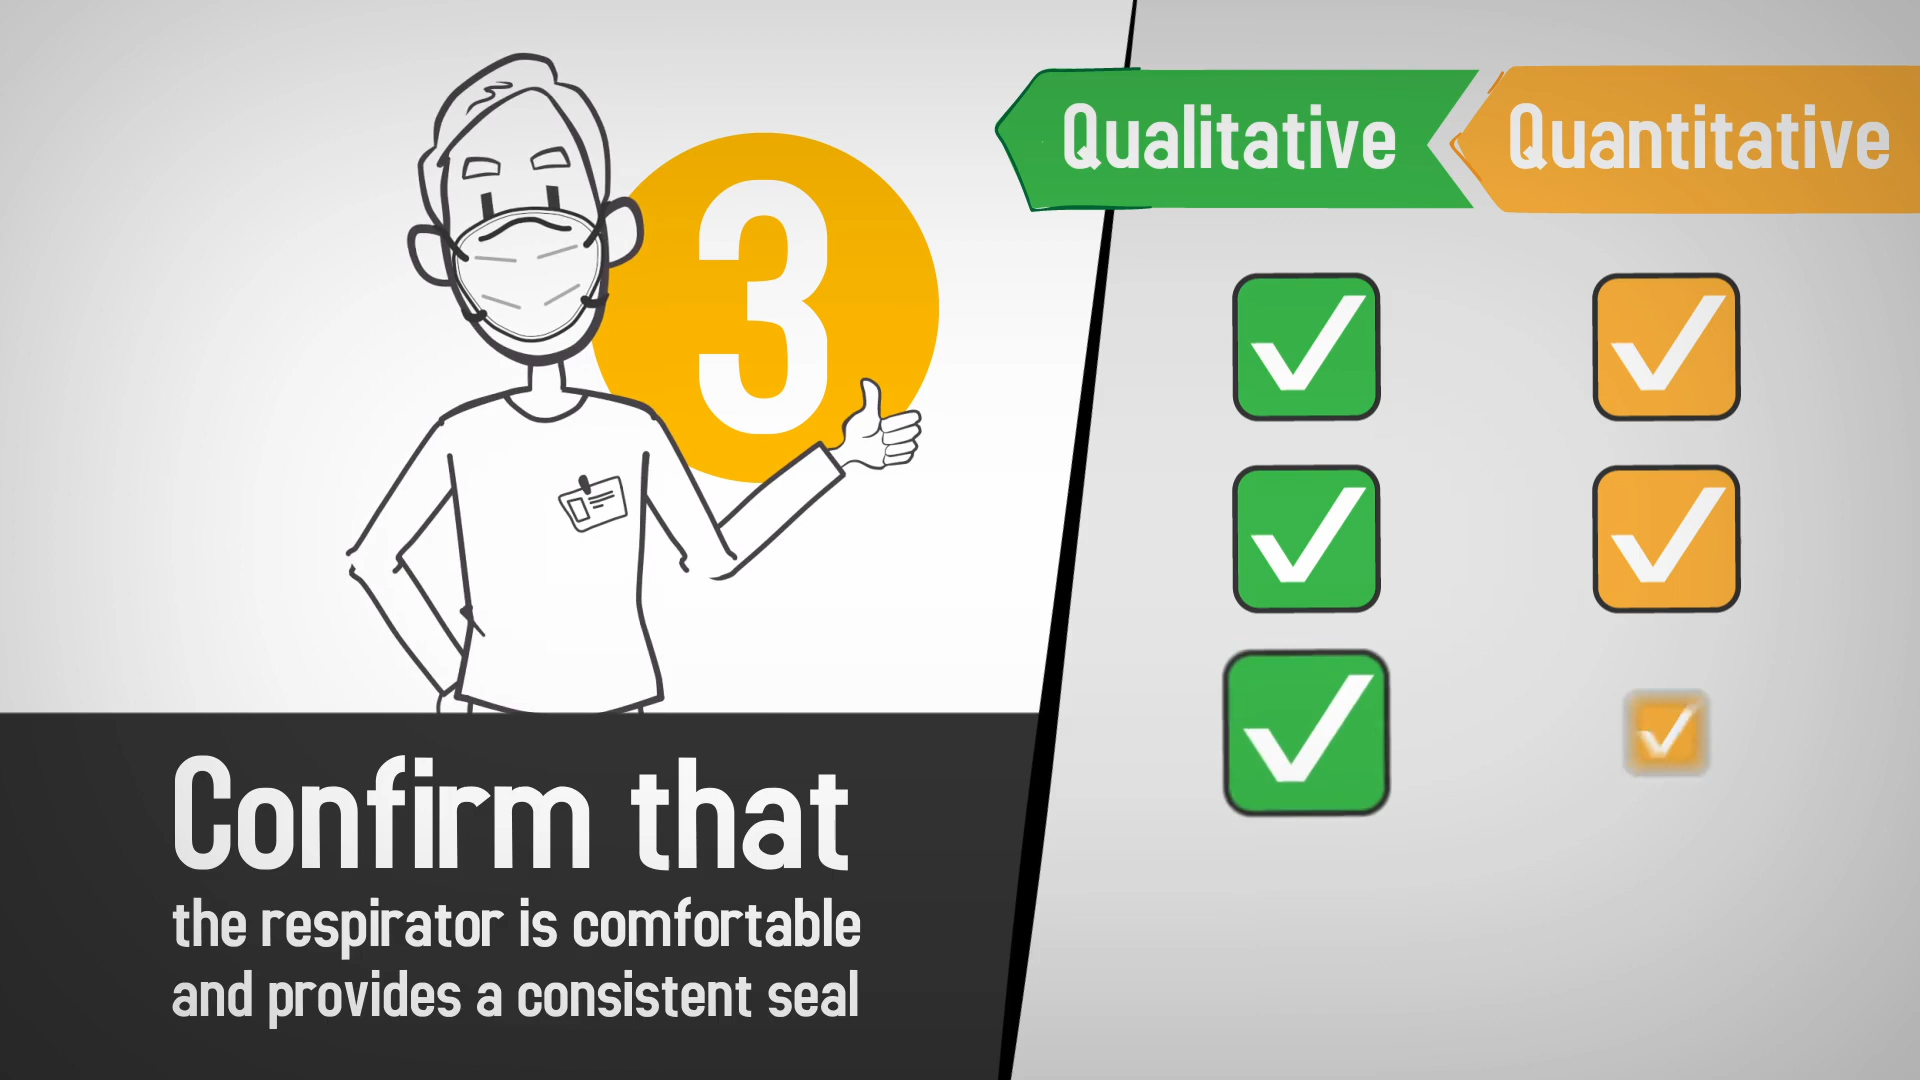 3
Qualitative
Quantitative
Confirm that
the respirator is comfortable
and provides a consistent seal